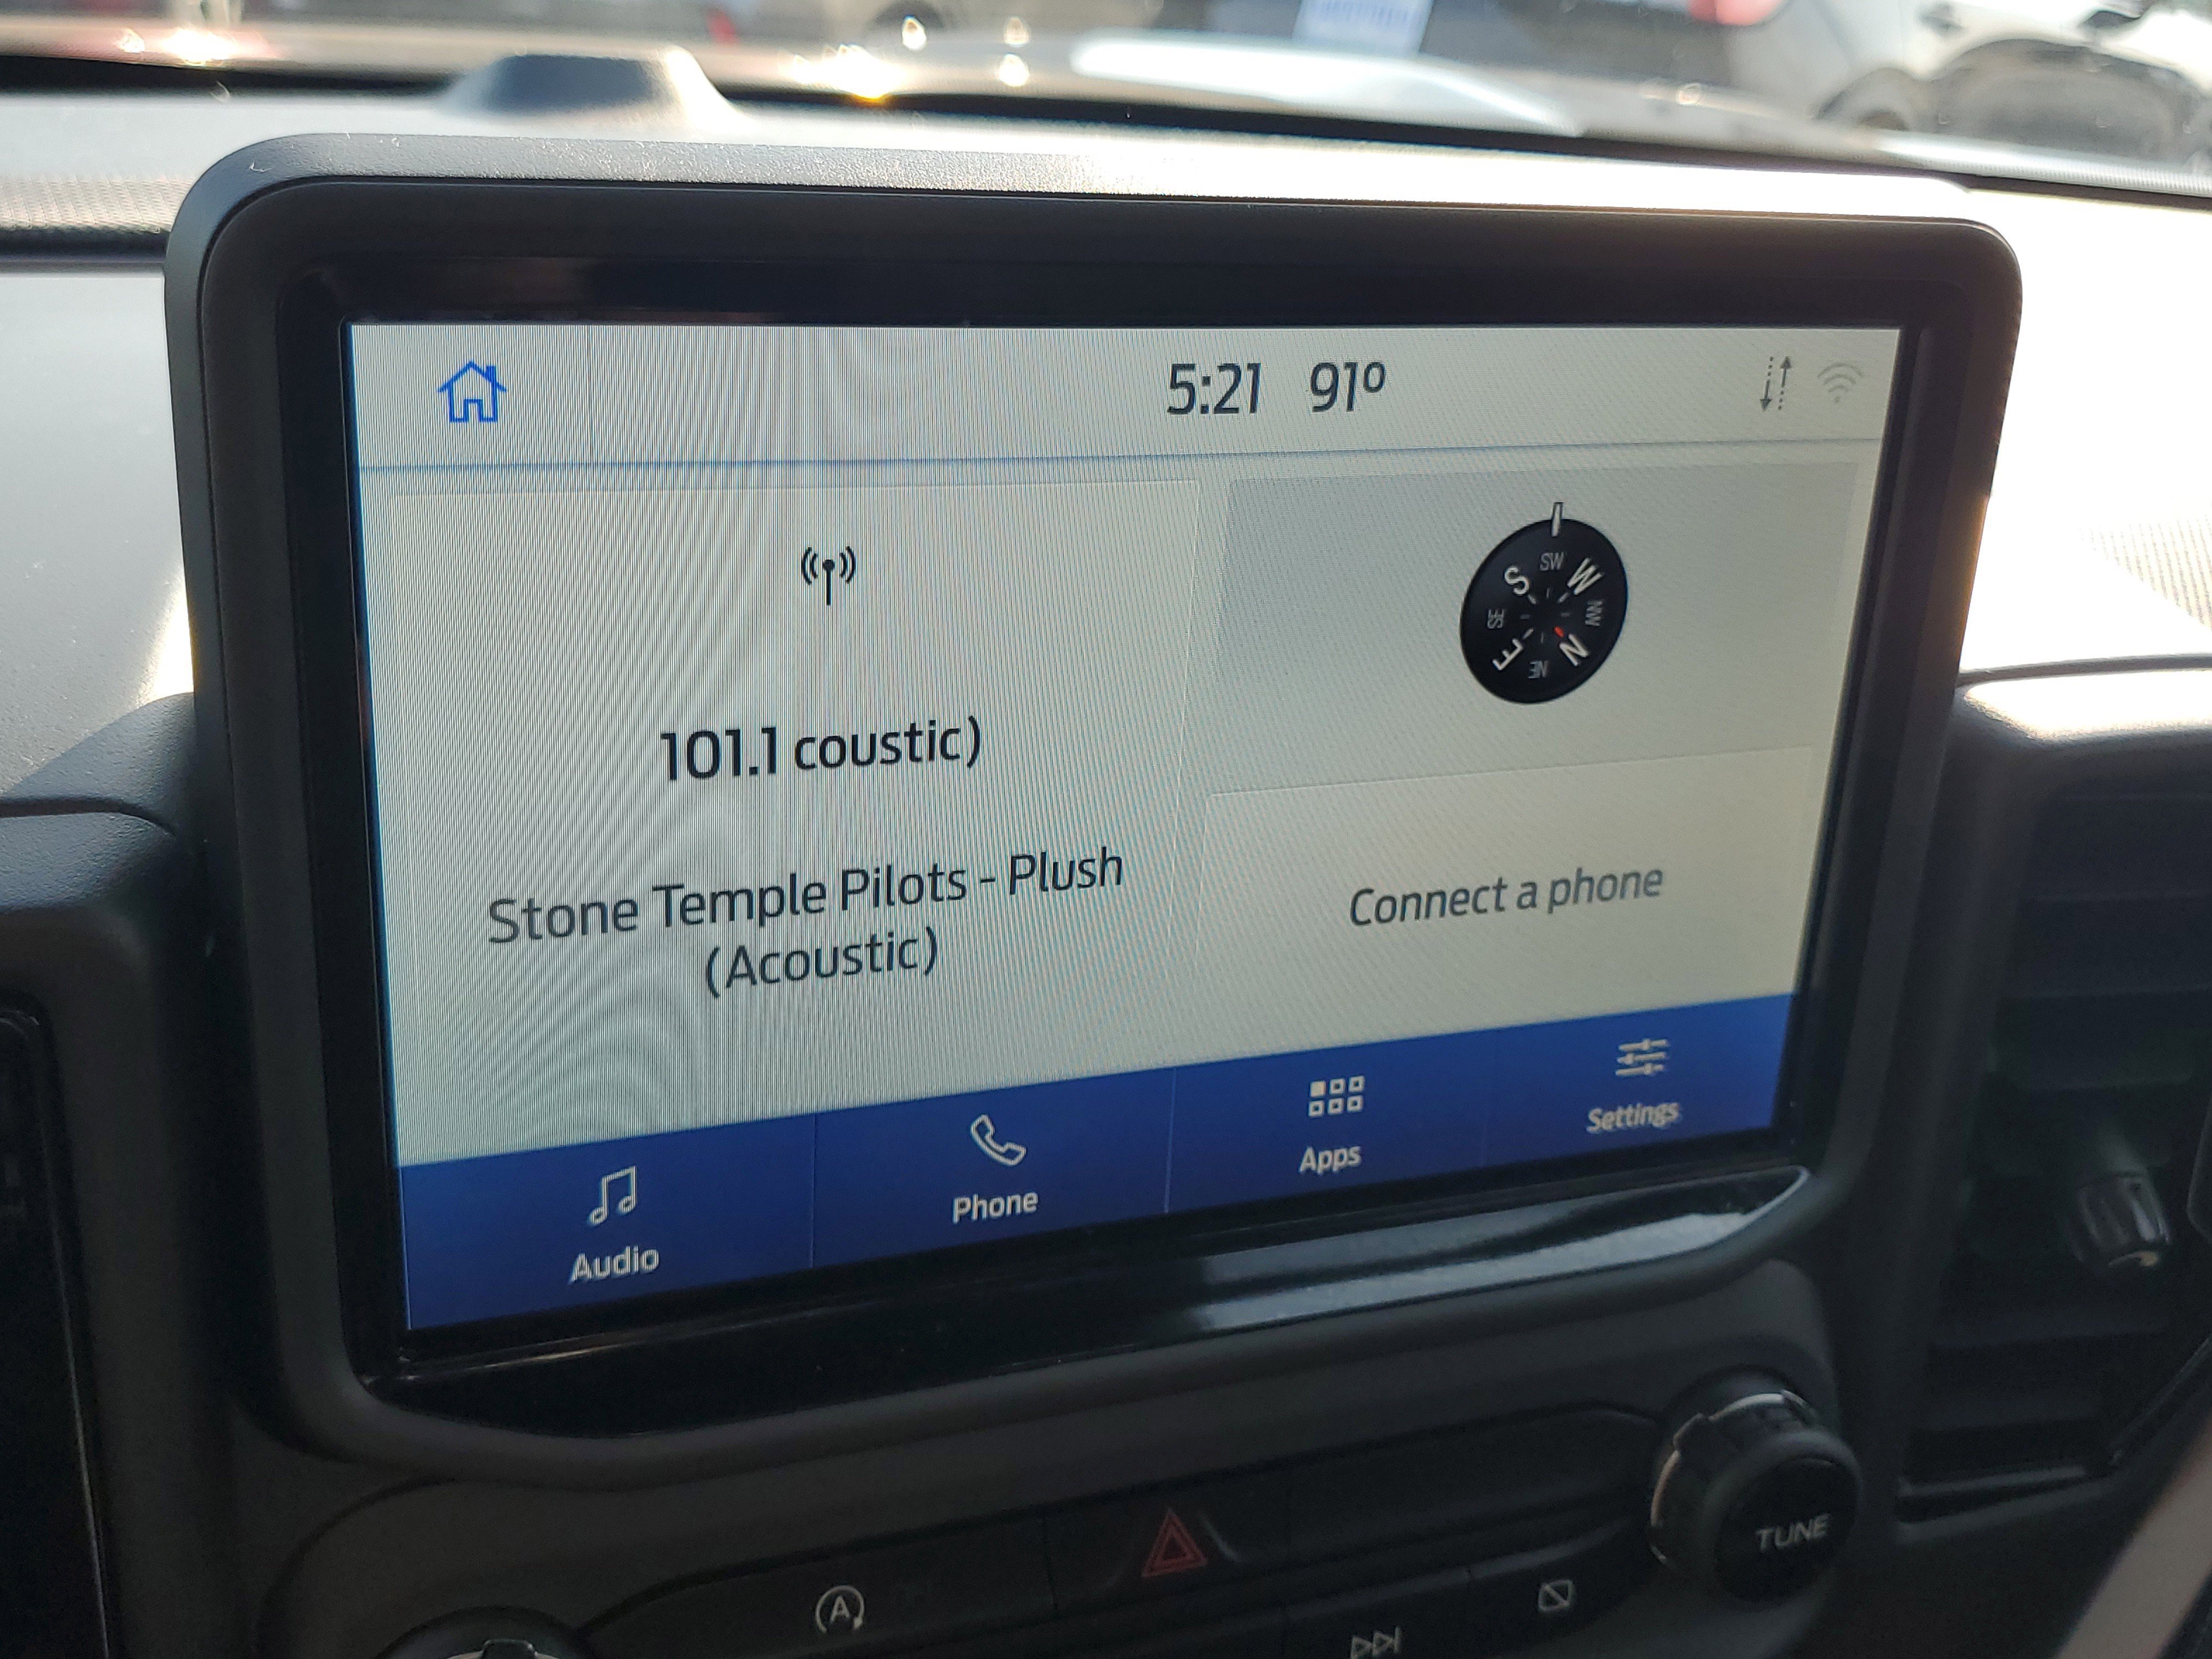 5:21 91°
SW
S W
SE NW
E N
NE
101.1 coustic)
Stone Temple Pilots - Plush
(Acoustic)
Connect a phone
Audio
Phone
Apps
Settings
TUNE
A